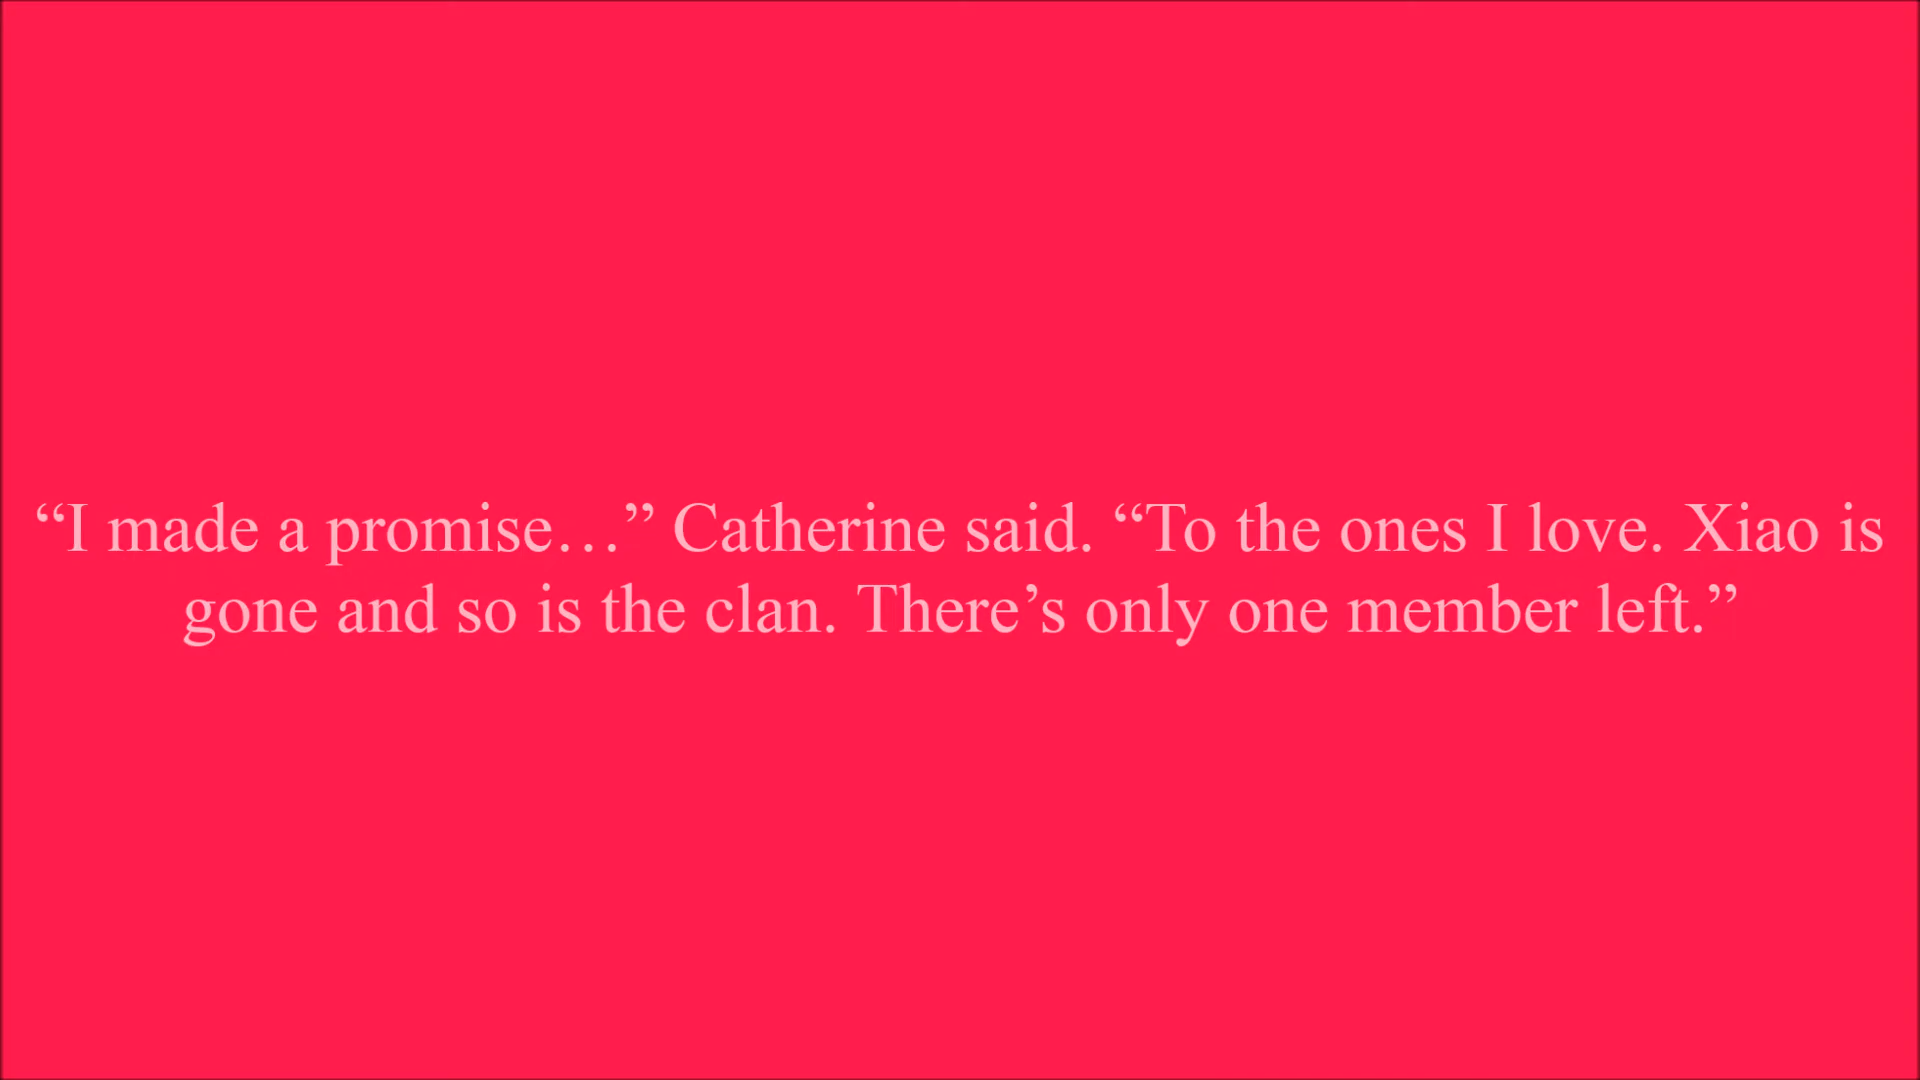 “I made a promise…” Catherine said. “To the ones I love. Xiao is
gone and so is the clan. There’s only one member left.”